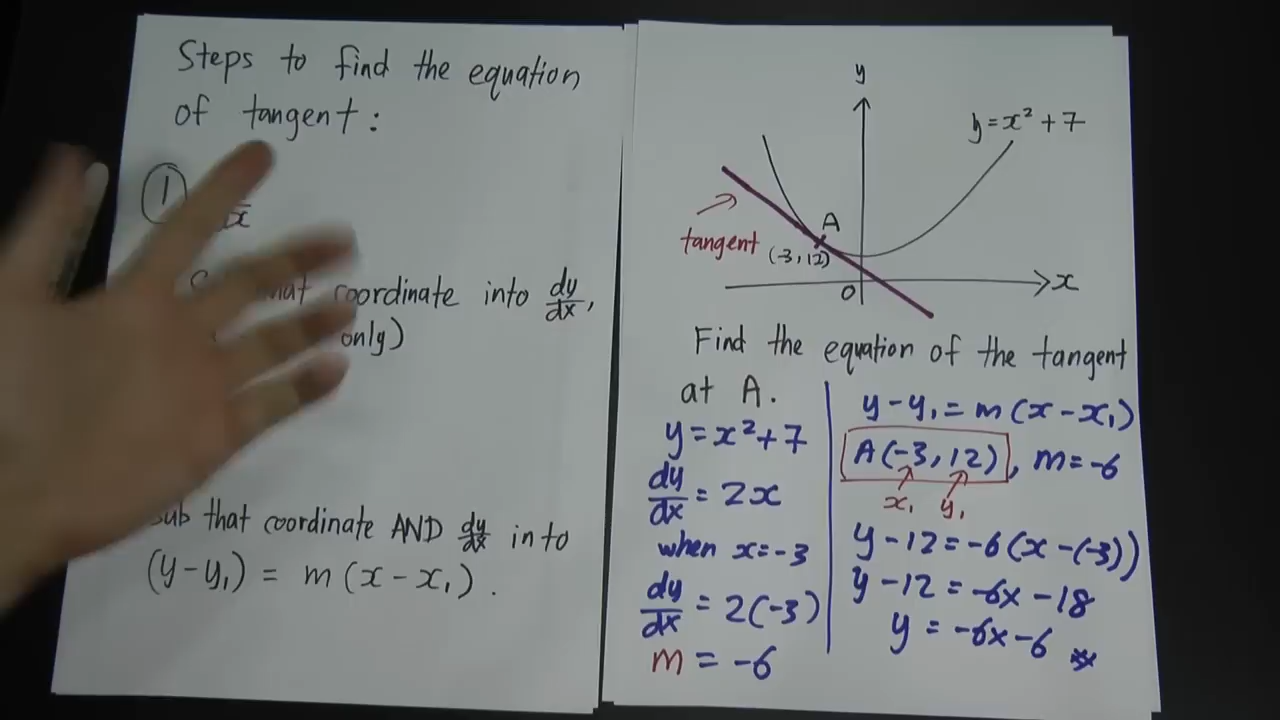 Steps to find the equation
of tangent :
1
coordinate into dy/dx,
only)
Sub that coordinate AND dy/dx into
(y-y₁) = m(x-x₁).
y
y=x²+7
A
tangent
(-3,12)
0
x
Find the equation of the tangent
at A.
y=x²+7
dy/dx = 2x
when x=-3
dy/dx = 2(-3)
m = -6
y-y₁=m(x-x₁)
A(-3,12), m=-6
x₁ y₁
y-12=-6(x-(-3))
y-12=-6x-18
y=-6x-6